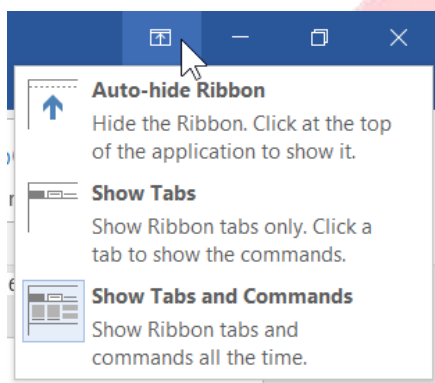 Auto-hide Ribbon
Hide the Ribbon. Click at the top
of the application to show it.
Show Tabs
Show Ribbon tabs only. Click a
tab to show the commands.
Show Tabs and Commands
Show Ribbon tabs and
commands all the time.